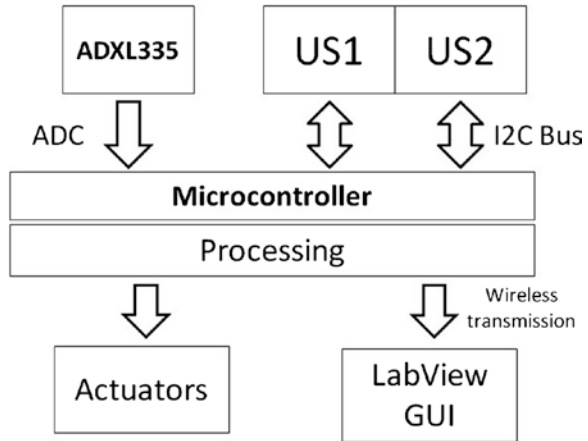 ADXL335
US1
US2
ADC
I2C Bus
Microcontroller
Processing
Wireless
transmission
Actuators
LabView
GUI